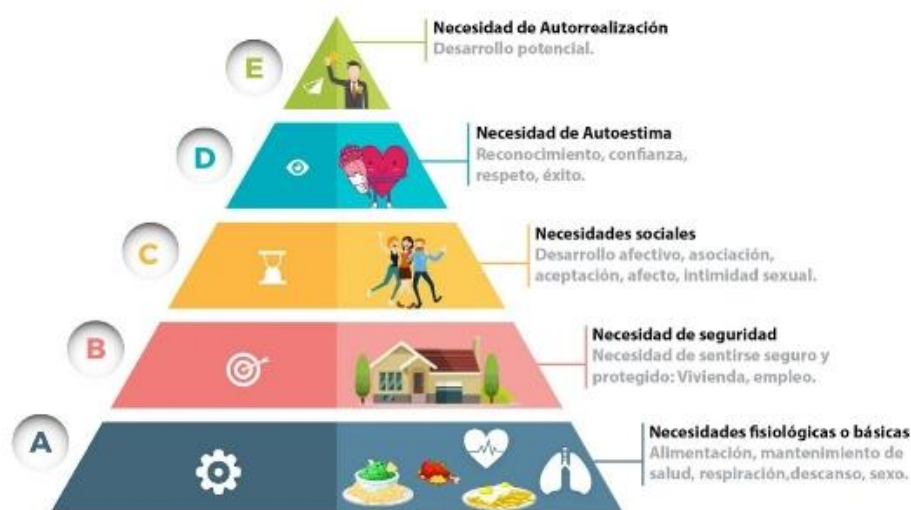 E
Necesidad de Autorrealización
Desarrollo potencial.
D
Necesidad de Autoestima
Reconocimiento, confianza,
respeto, éxito.
C
Necesidades sociales
Desarrollo afectivo, asociación,
aceptación, afecto, intimidad sexual.
B
Necesidad de seguridad
Necesidad de sentirse seguro y
protegido: Vivienda, empleo.
A
Necesidades fisiológicas o básicas
Alimentación, mantenimiento de
salud, respiración,descanso, sexo.